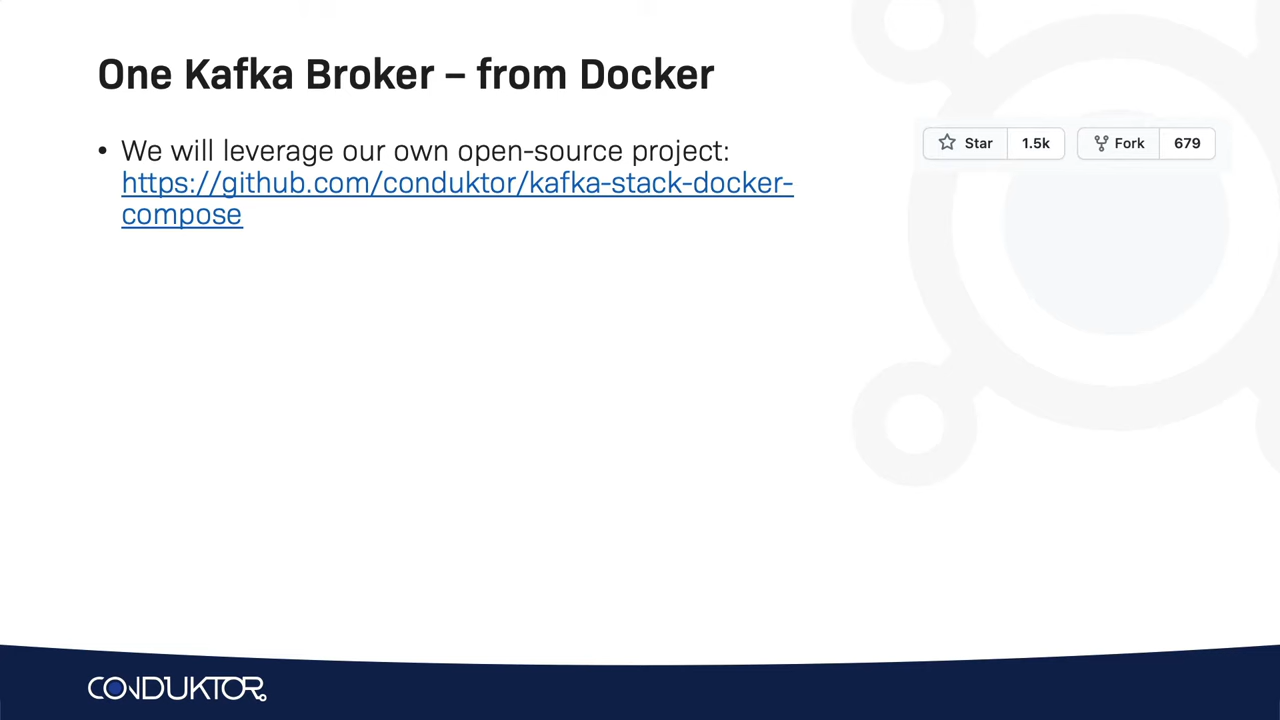 One Kafka Broker – from Docker
• We will leverage our own open-source project:
https://github.com/conduktor/kafka-stack-docker-
compose
Star 1.5k Fork 679
CONDUKTOR